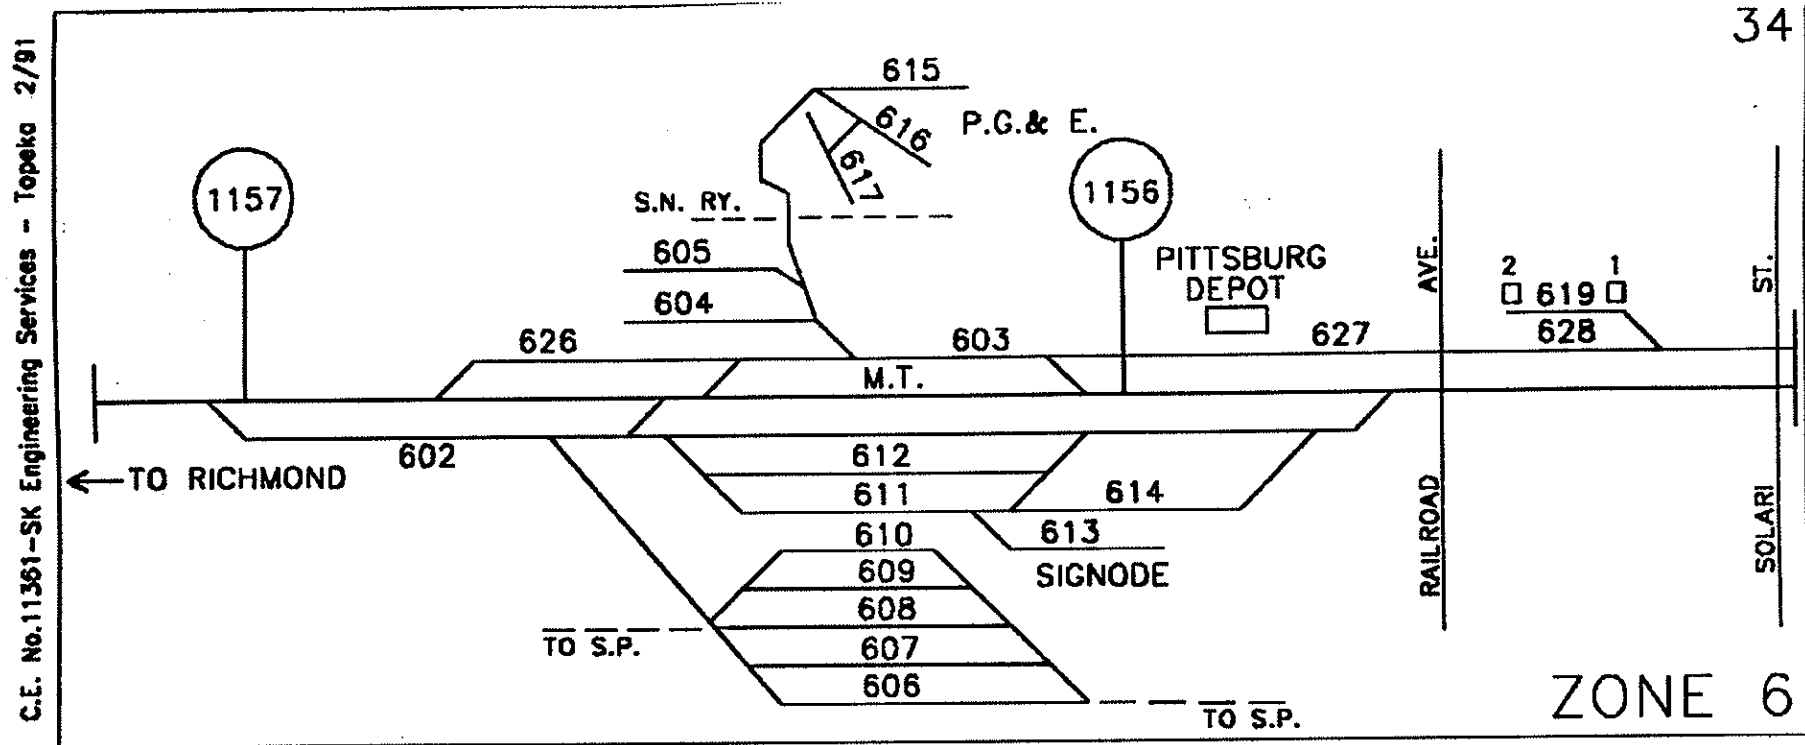 34
C.E. No.11361-SK Engineering Services - Topeka 2/91
615
616
617
P.G.& E.
1157
1156
S.N. RY.
605
604
PITTSBURG
DEPOT
RAILROAD AVE.
SOLARI ST.
2 1
619
628
626
603
627
M.T.
602
TO RICHMOND
612
611
614
610
613
SIGNODE
609
608
607
606
TO S.P.
TO S.P.
ZONE 6